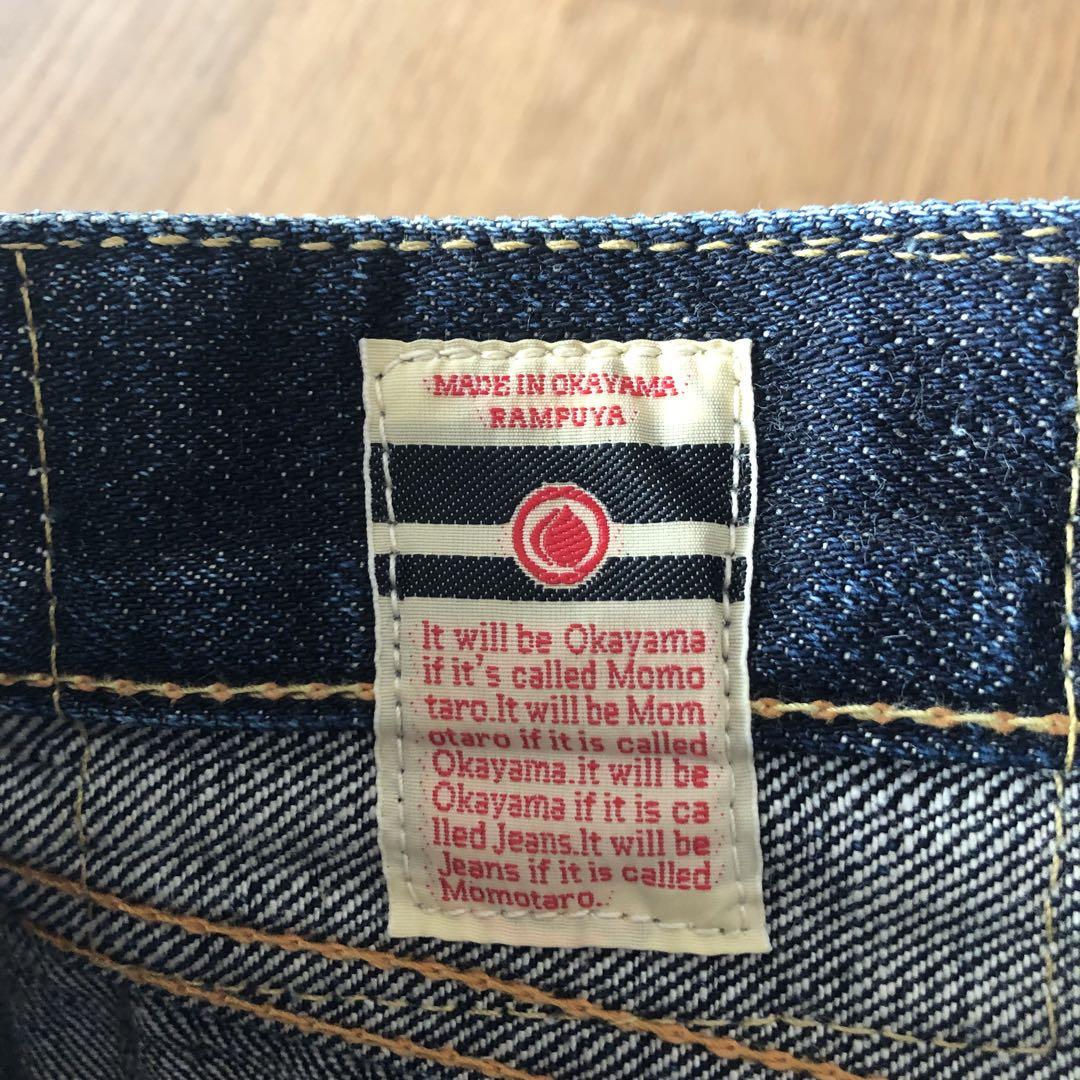 MADE IN OKAYAMA
RAMPUYA
It will be Okayama
if it's called Momo
taro.It will be Mom
otaro if it is called
Okayama.it will be
Okayama if it is ca
lled Jeans.It will be
Jeans if it is called
Momotaro.